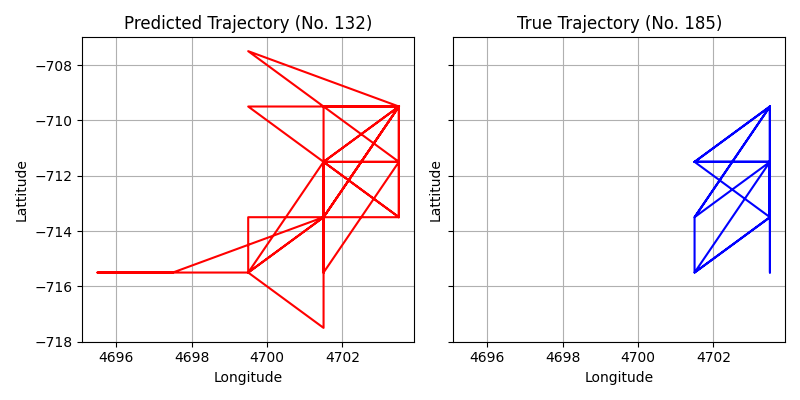 Predicted Trajectory (No. 132)
True Trajectory (No. 185)
−708
−710
−712
−714
−716
−718
Lattitude
Lattitude
4696
4698
4700
4702
4696
4698
4700
4702
Longitude
Longitude